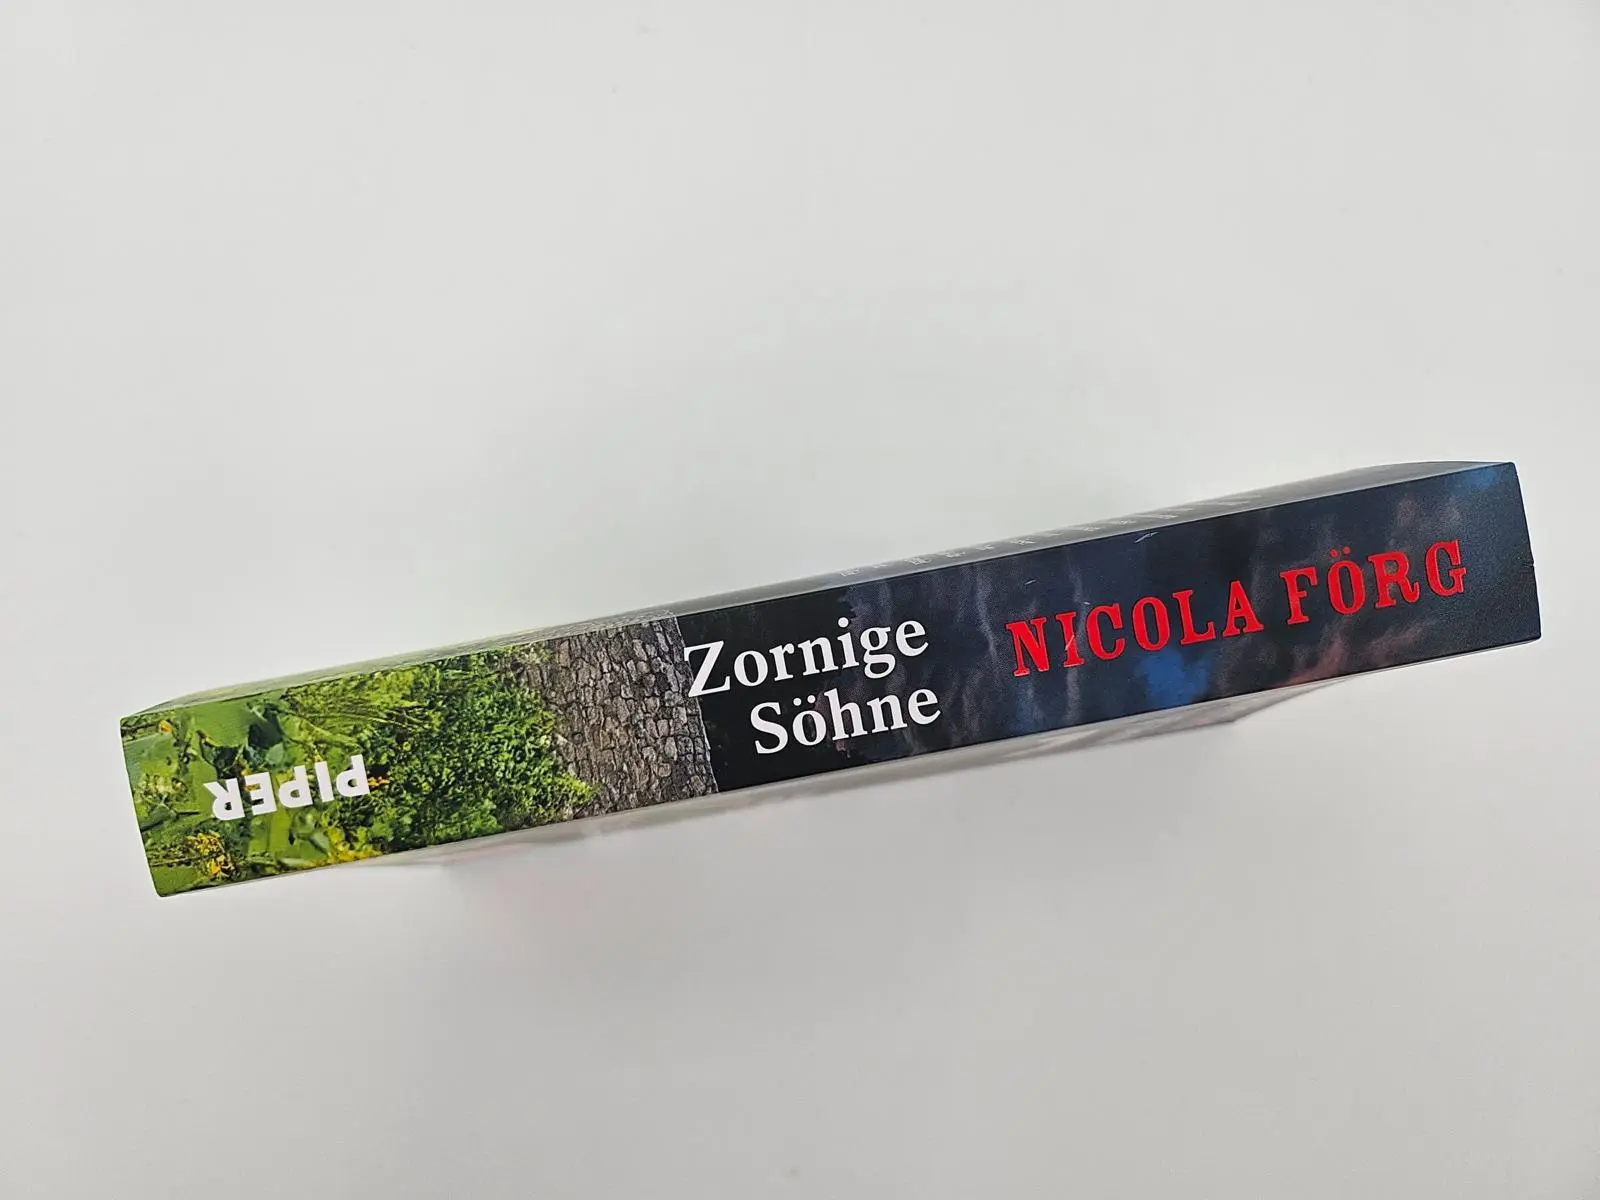 Zornige
Söhne
NICOLA FÖRG
PIPER